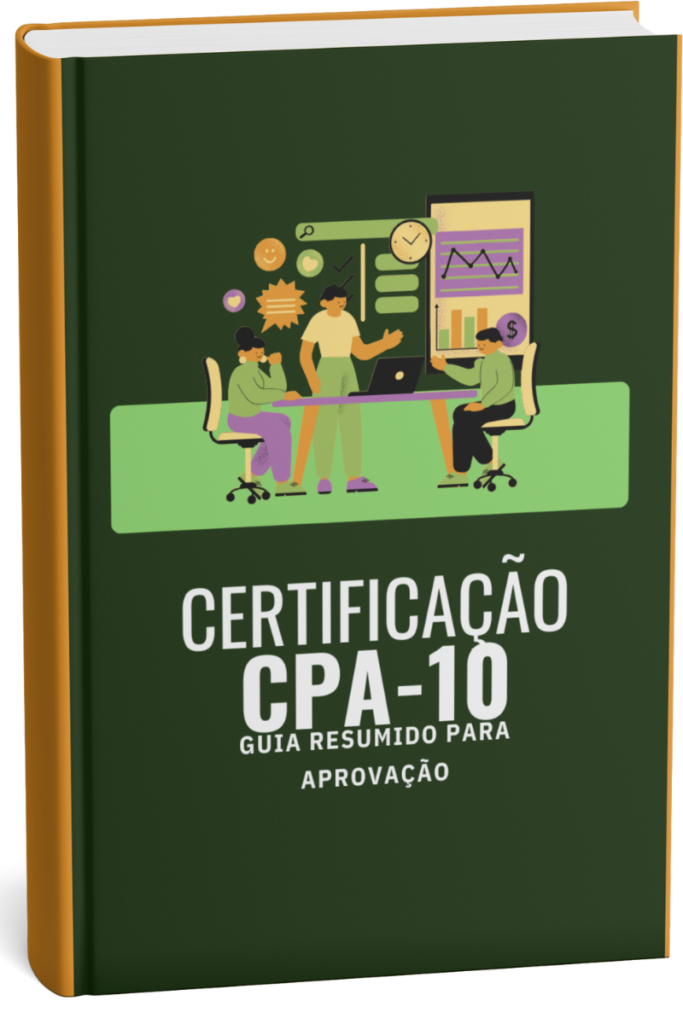 $
CERTIFICAÇÃO
CPA-10
GUIA RESUMIDO PARA
APROVAÇÃO